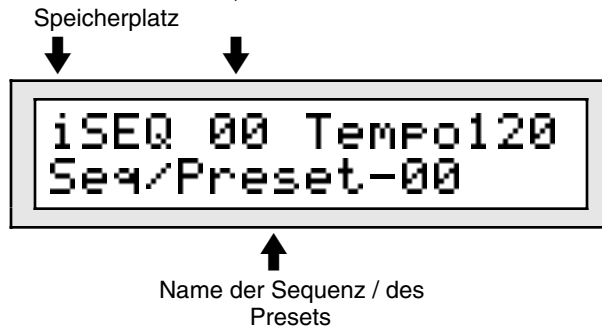 Speicherplatz
iSEQ 00 Tempo120
Seq/Preset-00
Name der Sequenz / des
Presets